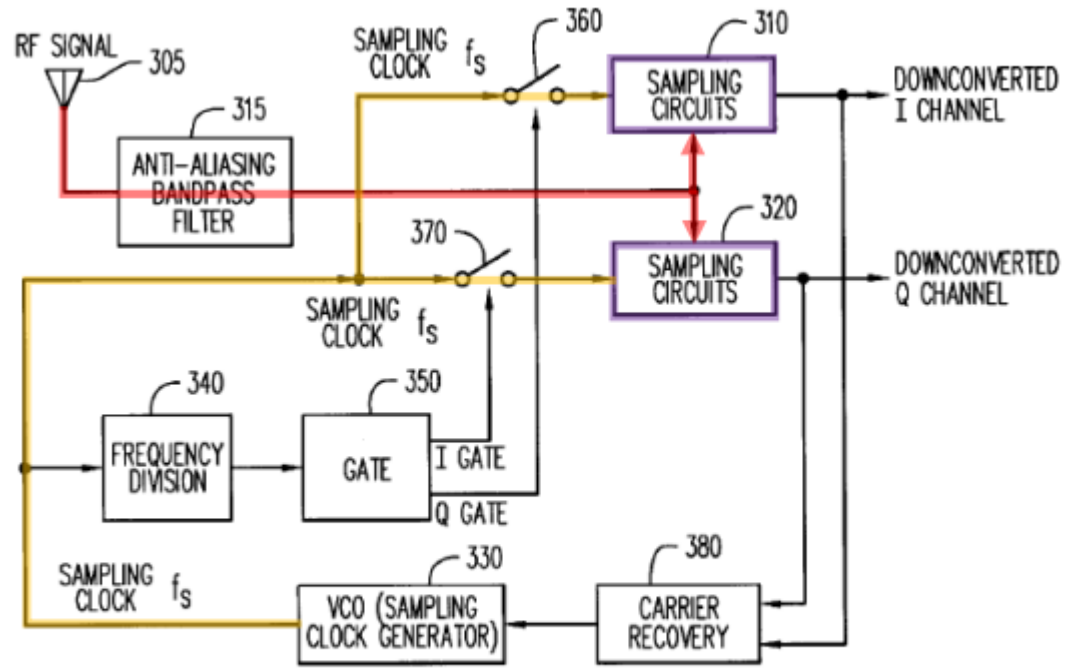 RF SIGNAL
305
315
ANTI-ALIASING
BANDPASS
FILTER
SAMPLING
CLOCK fs
360
310
SAMPLING
CIRCUITS
DOWNCONVERTED
I CHANNEL
370
320
SAMPLING
CIRCUITS
DOWNCONVERTED
Q CHANNEL
SAMPLING
CLOCK fs
340
FREQUENCY
DIVISION
350
GATE
I GATE
Q GATE
SAMPLING
CLOCK fs
330
VCO (SAMPLING
CLOCK GENERATOR)
380
CARRIER
RECOVERY